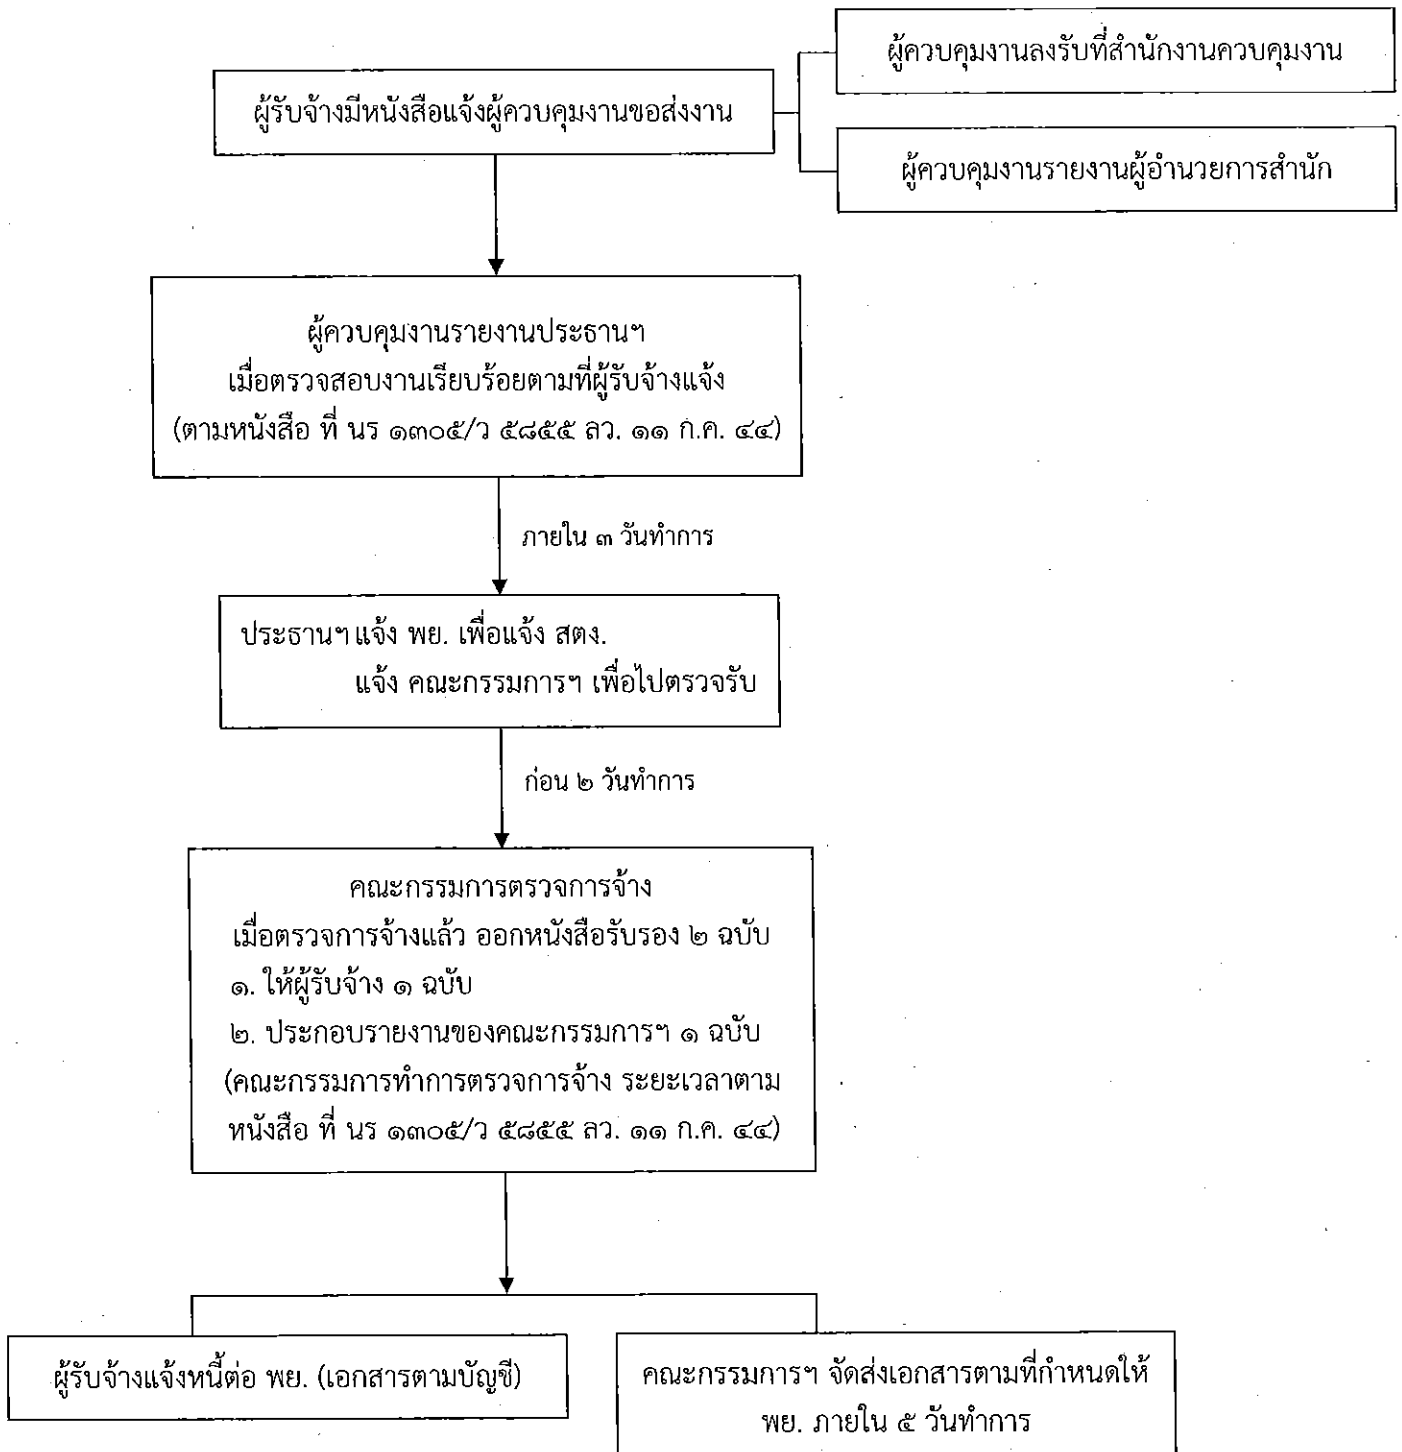 ผู้ควบคุมงานลงรับที่สำนักงานควบคุมงาน
ผู้รับจ้างมีหนังสือแจ้งผู้ควบคุมงานขอส่งงาน
ผู้ควบคุมงานรายงานผู้อำนวยการสำนัก
ผู้ควบคุมงานรายงานประธานฯ
เมื่อตรวจสอบงานเรียบร้อยตามที่ผู้รับจ้างแจ้ง
(ตามหนังสือ ที่ นร ๑๓๐๕/ว ๕๘๕๕ ลว. ๑๑ ก.ค. ๔๔)
ภายใน ๓ วันทำการ
ประธานฯ แจ้ง พย. เพื่อแจ้ง สตง.
แจ้ง คณะกรรมการฯ เพื่อไปตรวจรับ
ก่อน ๒ วันทำการ
คณะกรรมการตรวจการจ้าง
เมื่อตรวจการจ้างแล้ว ออกหนังสือรับรอง ๒ ฉบับ
๑. ให้ผู้รับจ้าง ๑ ฉบับ
๒. ประกอบรายงานของคณะกรรมการฯ ๑ ฉบับ
(คณะกรรมการทำการตรวจการจ้าง ระยะเวลาตาม
หนังสือ ที่ นร ๑๓๐๕/ว ๕๘๕๕ ลว. ๑๑ ก.ค. ๔๔)
ผู้รับจ้างแจ้งหนี้ต่อ พย. (เอกสารตามบัญชี)
คณะกรรมการฯ จัดส่งเอกสารตามที่กำหนดให้
พย. ภายใน ๕ วันทำการ